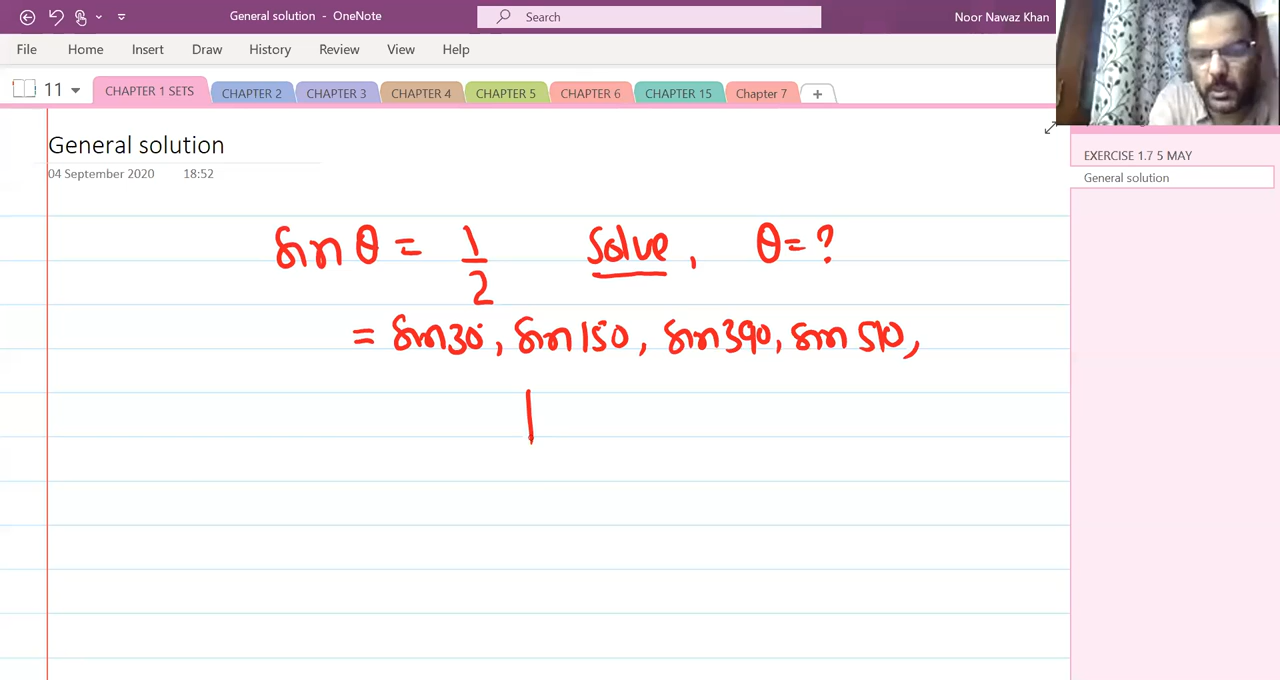 General solution - OneNote
Search
Noor Nawaz Khan
File Home Insert Draw History Review View Help
11 CHAPTER 1 SETS CHAPTER 2 CHAPTER 3 CHAPTER 4 CHAPTER 5 CHAPTER 6 CHAPTER 15 Chapter 7 +
General solution
04 September 2020 18:52
EXERCISE 1.7 5 MAY
General solution
sin θ = 1/2 Solve, θ = ?
= sin30°, sin150, sin390, sin510,